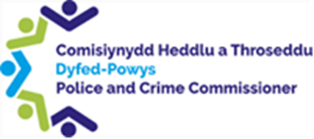 Comisiynydd Heddlu a Throseddu
Dyfed-Powys
Police and Crime Commissioner